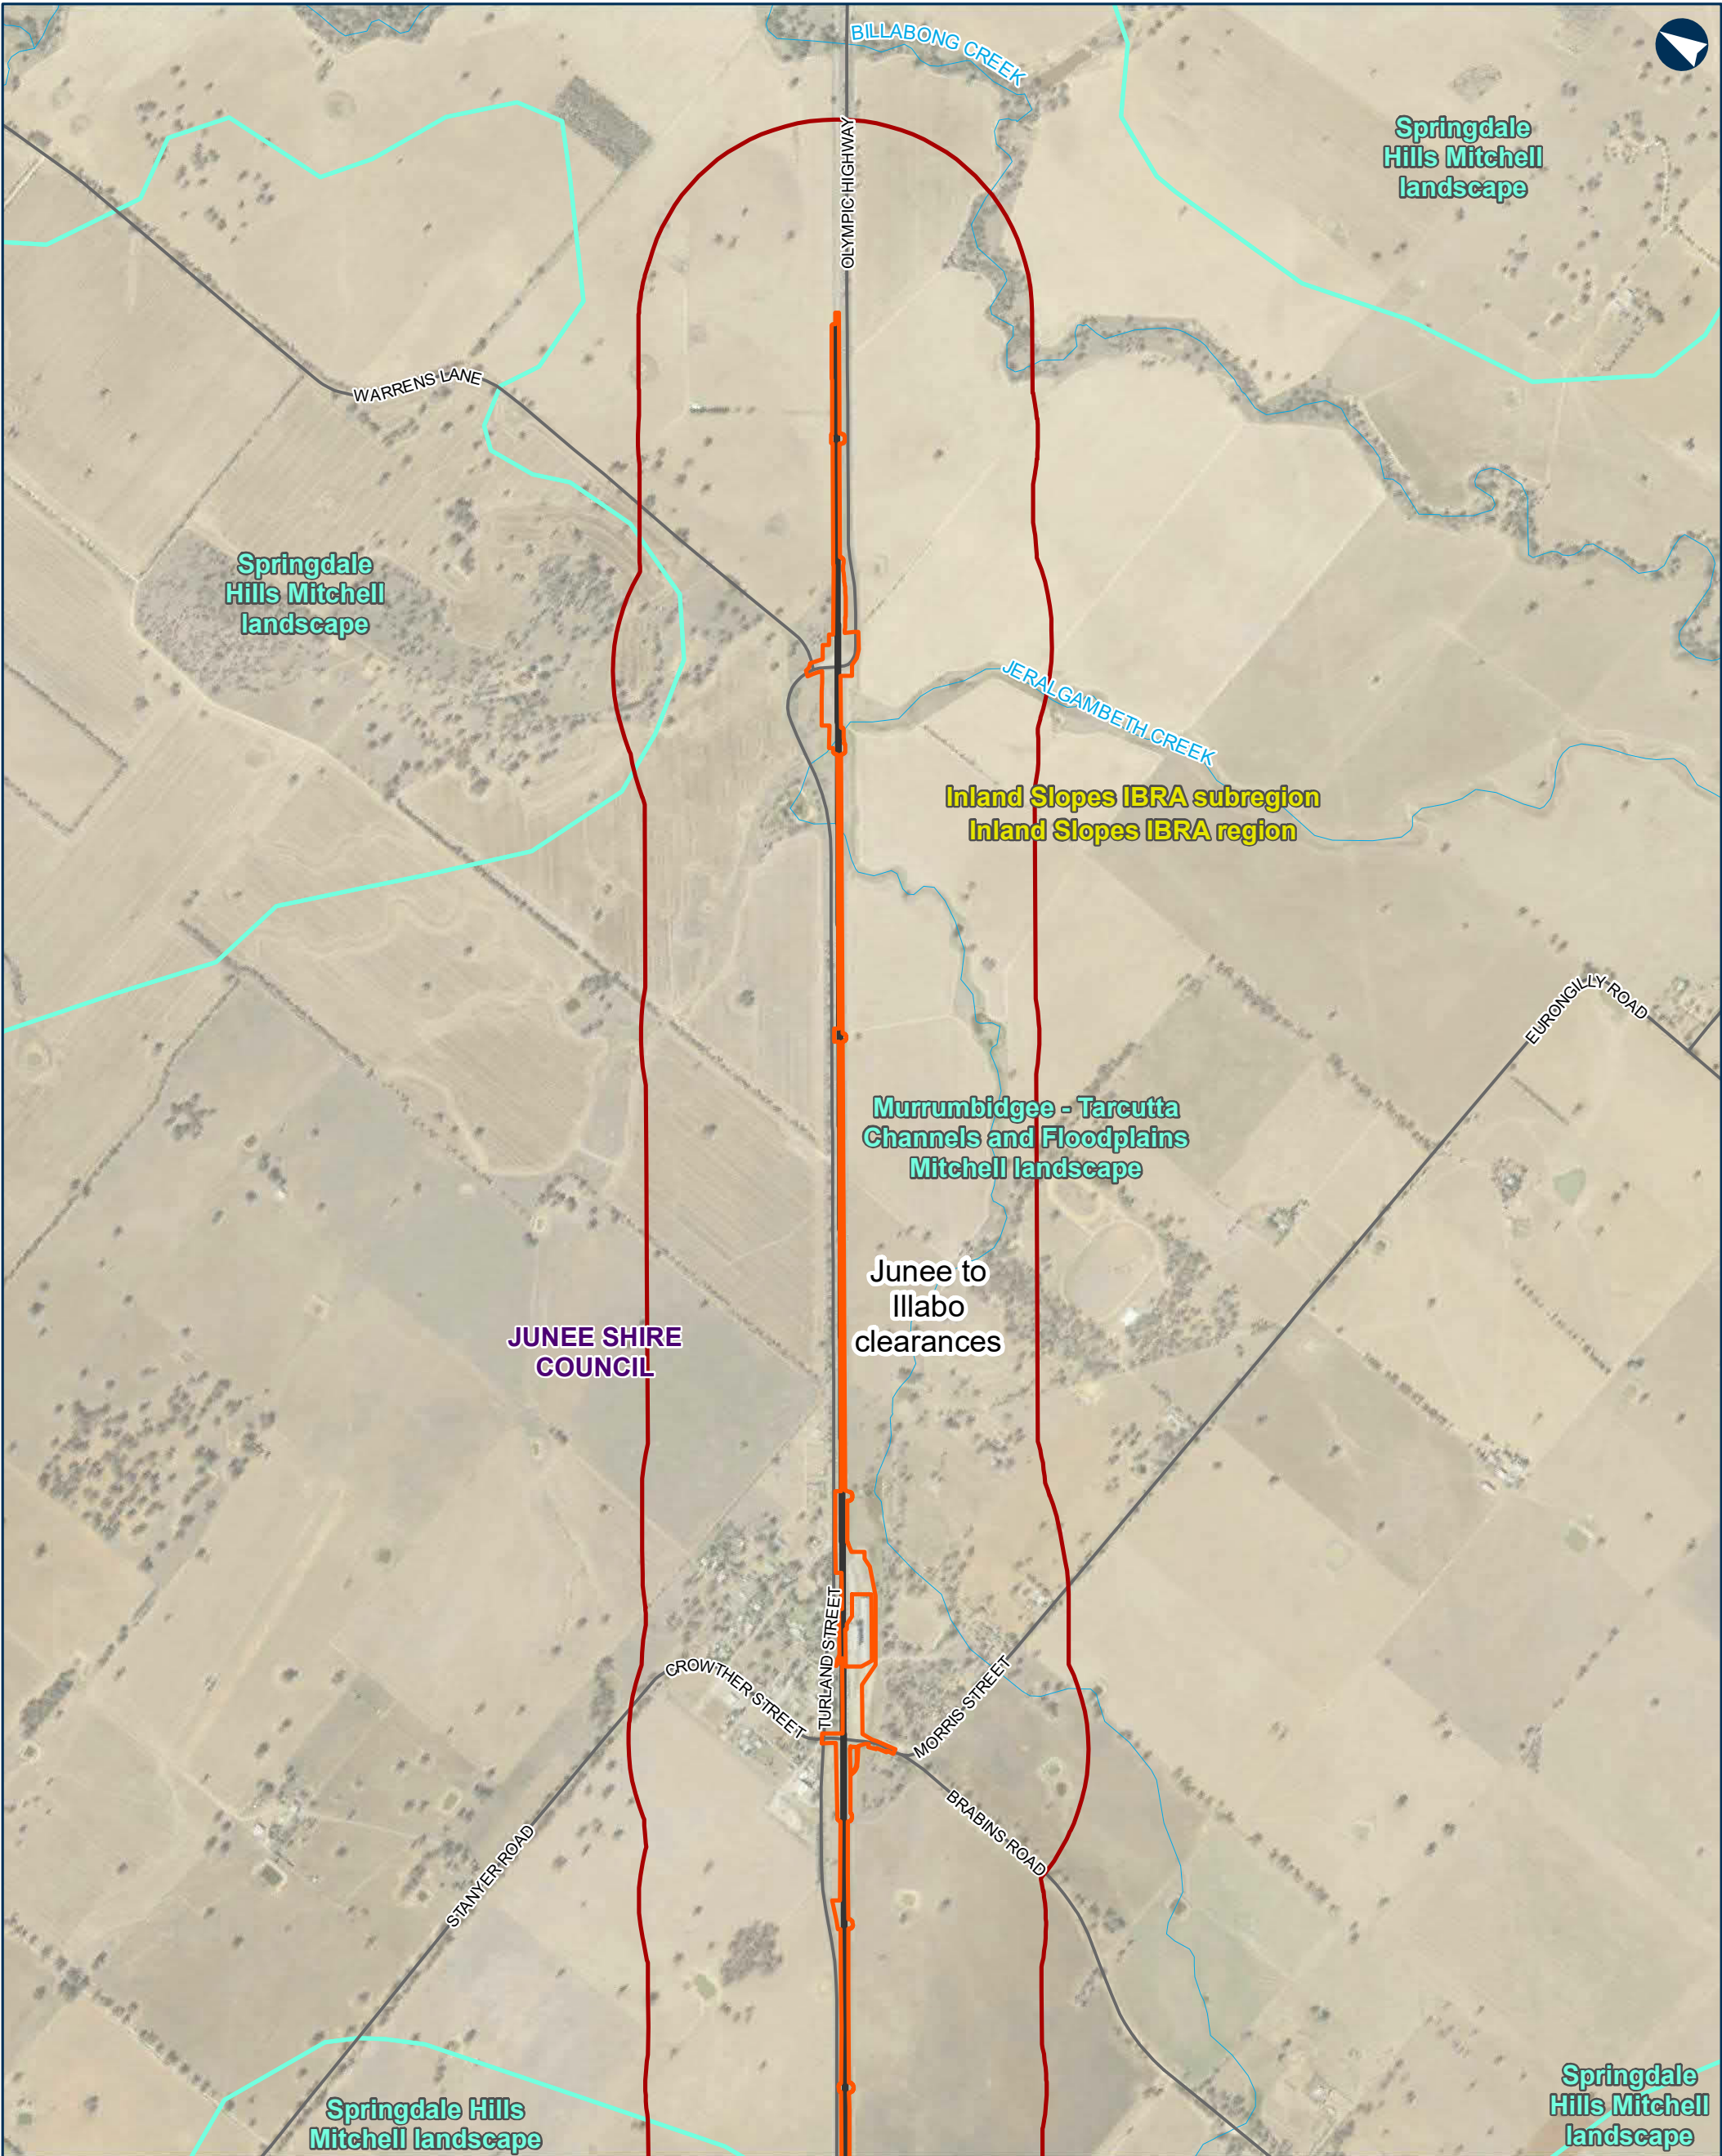 BILLABONG CREEK
Springdale
Hills Mitchell
landscape
OLYMPIC HIGHWAY
WARRENS LANE
Springdale
Hills Mitchell
landscape
JERALGAMBETH CREEK
Inland Slopes IBRA subregion
Inland Slopes IBRA region
EURONGILLY ROAD
Murrumbidgee - Tarcutta
Channels and Floodplains
Mitchell landscape
Junee to
Illabo
clearances
JUNEE SHIRE
COUNCIL
TURLAND STREET
CROWTHER STREET
MORRIS STREET
BRABINS ROAD
STANYER ROAD
Springdale Hills
Mitchell landscape
Springdale
Hills Mitchell
landscape